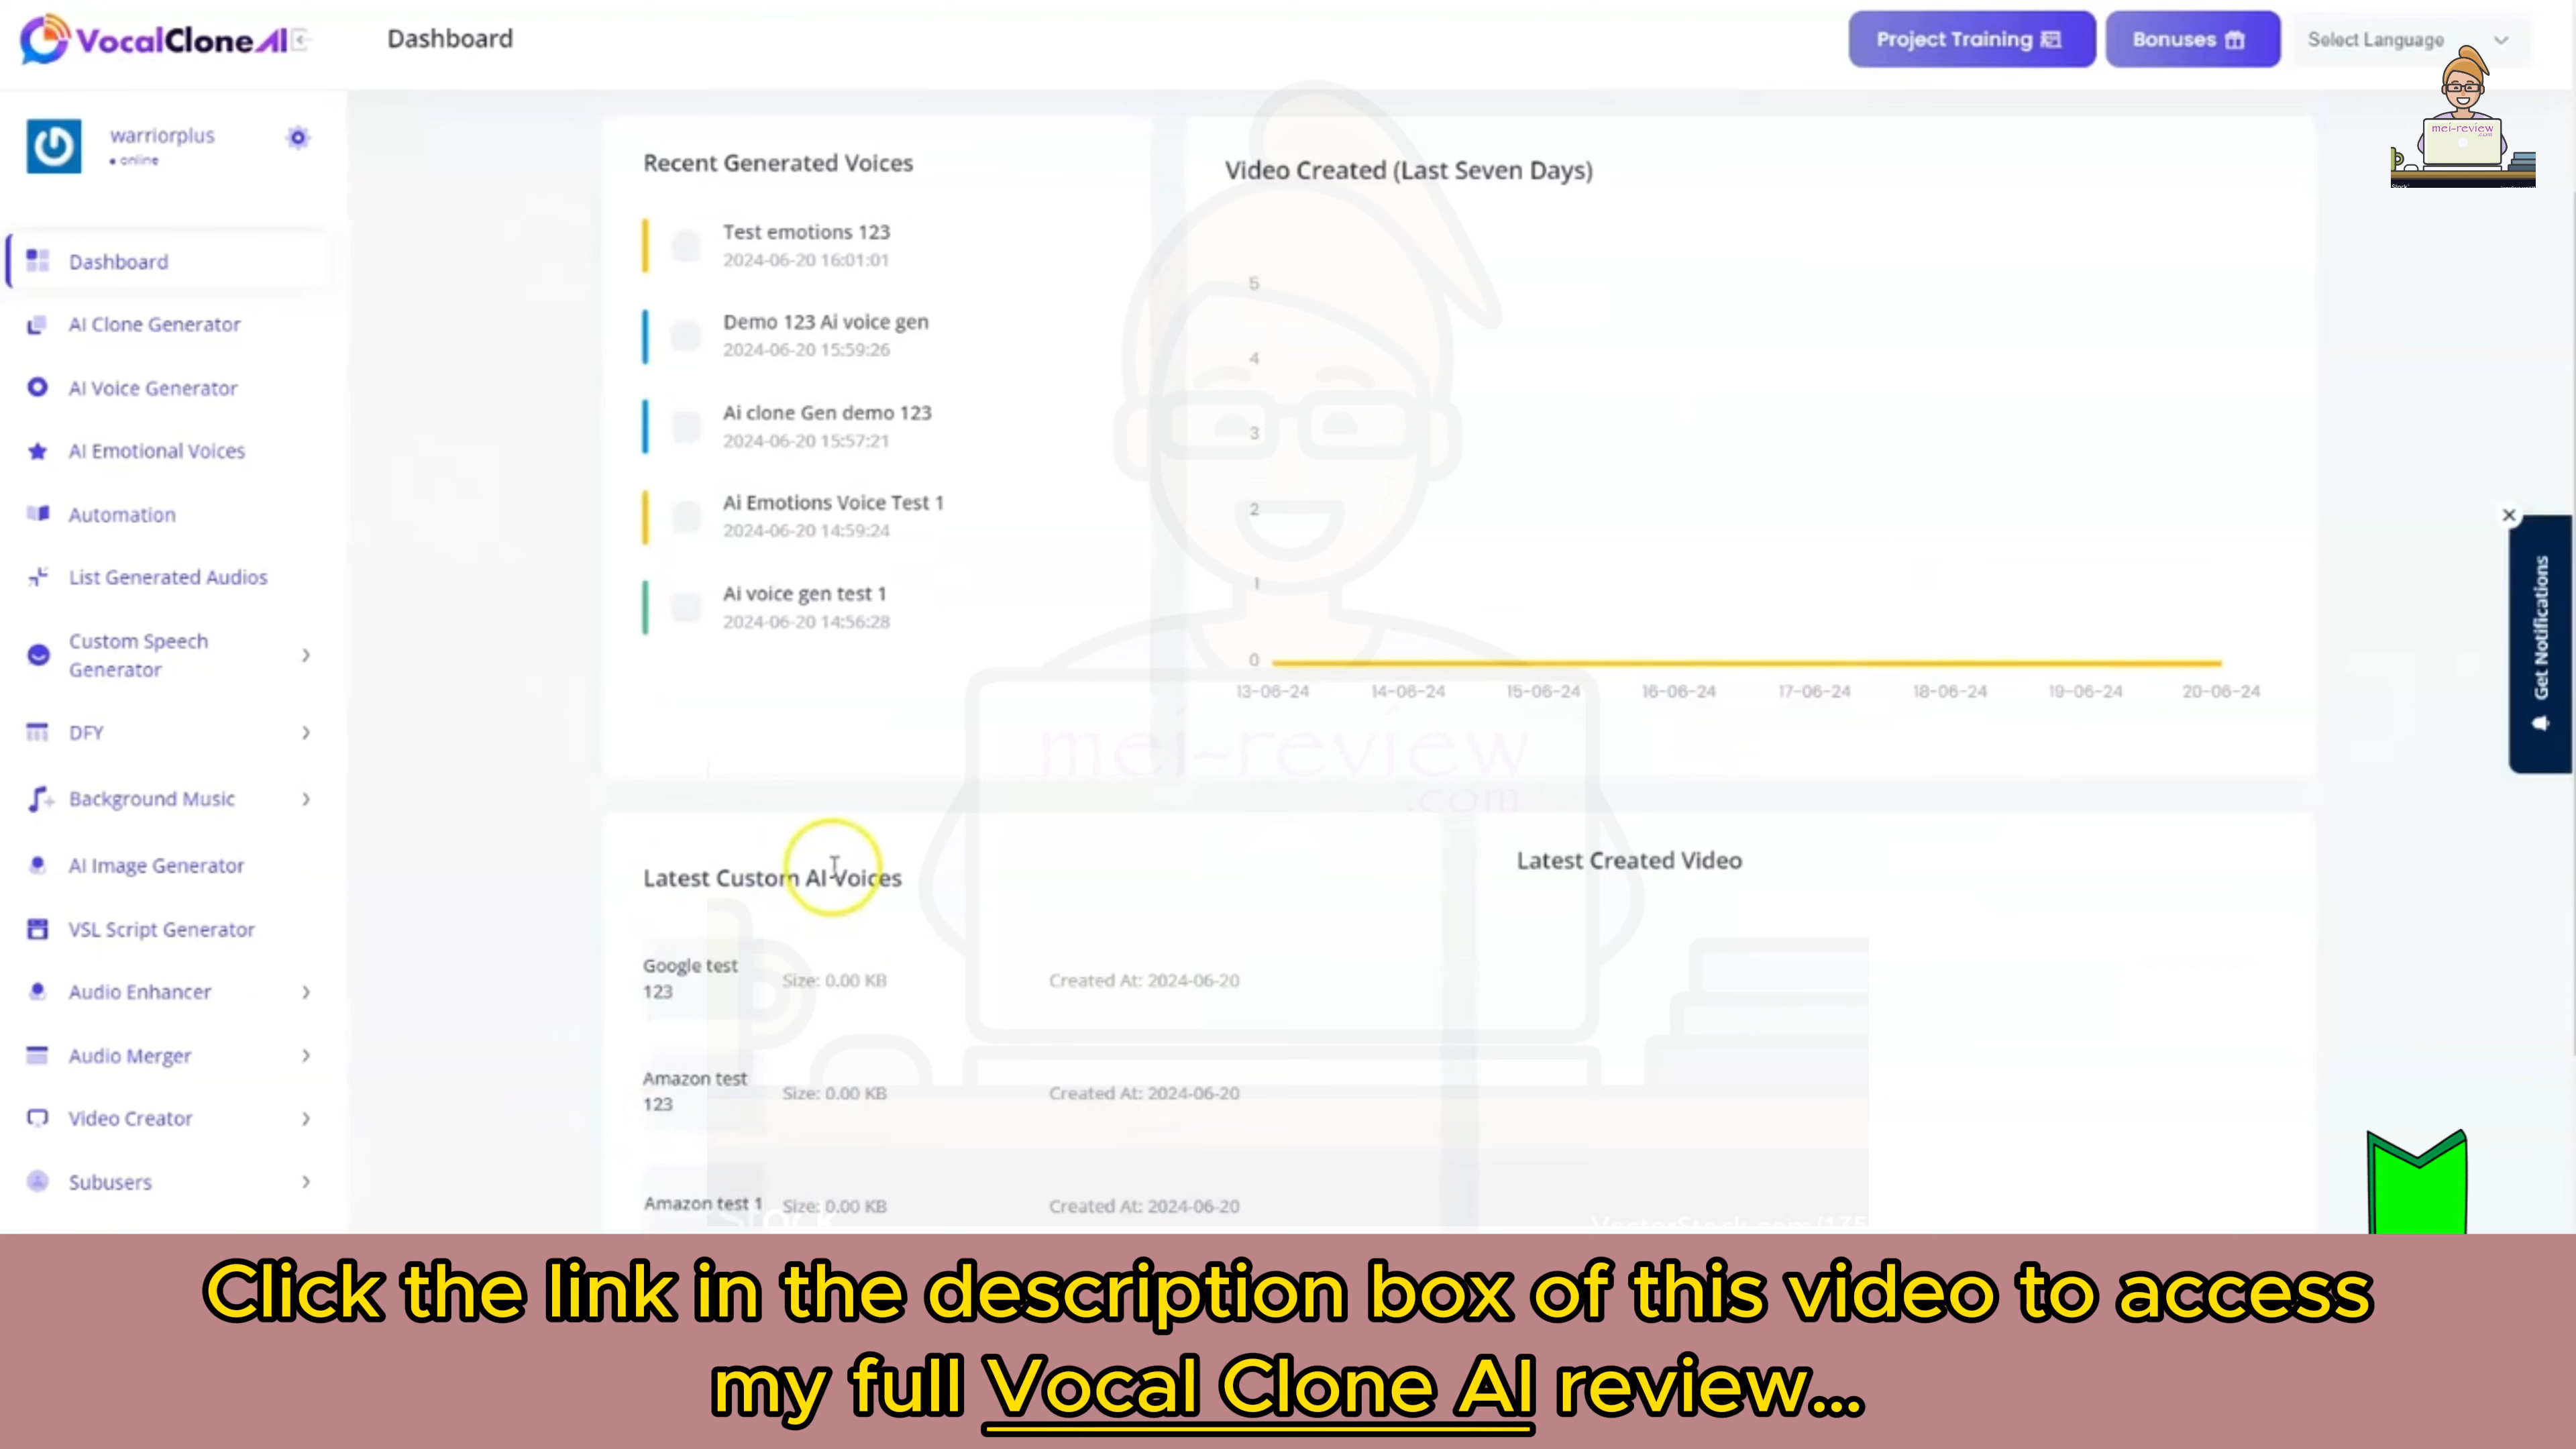 VocalCloneAI
Dashboard
Project Training
Bonuses
Select Language
mei-review
.com
warriorplus
online
Dashboard
AI Clone Generator
AI Voice Generator
AI Emotional Voices
Automation
List Generated Audios
Custom Speech
Generator
DFY
Background Music
AI Image Generator
VSL Script Generator
Audio Enhancer
Audio Merger
Video Creator
Subusers
Recent Generated Voices
Test emotions 123
2024-06-20 16:01:01
Demo 123 Ai voice gen
2024-06-20 15:59:26
Ai clone Gen demo 123
2024-06-20 15:57:21
Ai Emotions Voice Test 1
2024-06-20 14:59:24
Ai voice gen test 1
2024-06-20 14:56:28
Video Created (Last Seven Days)
5
4
3
2
1
0
13-06-24 14-06-24 15-06-24 16-06-24 17-06-24 18-06-24 19-06-24 20-06-24
Get Notifications
mei-review
.com
Latest Custom AI Voices
Google test
123
Size: 0.00 KB
Created At: 2024-06-20
Amazon test
123
Size: 0.00 KB
Created At: 2024-06-20
Amazon test 1
Size: 0.00 KB
Created At: 2024-06-20
Latest Created Video
Click the link in the description box of this video to access
my full Vocal Clone AI review...